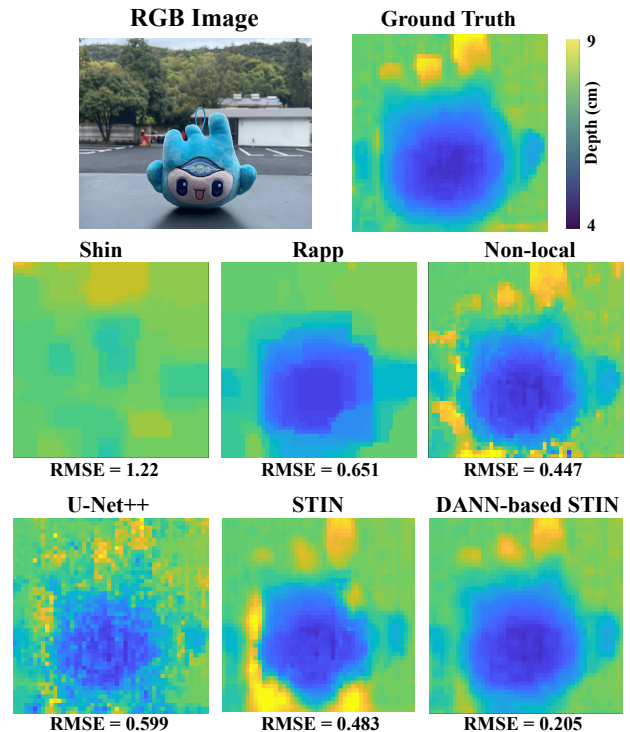 RGB Image
Ground Truth
9
Depth (cm)
4
Shin
Rapp
Non-local
RMSE = 1.22
RMSE = 0.651
RMSE = 0.447
U-Net++
STIN
DANN-based STIN
RMSE = 0.599
RMSE = 0.483
RMSE = 0.205